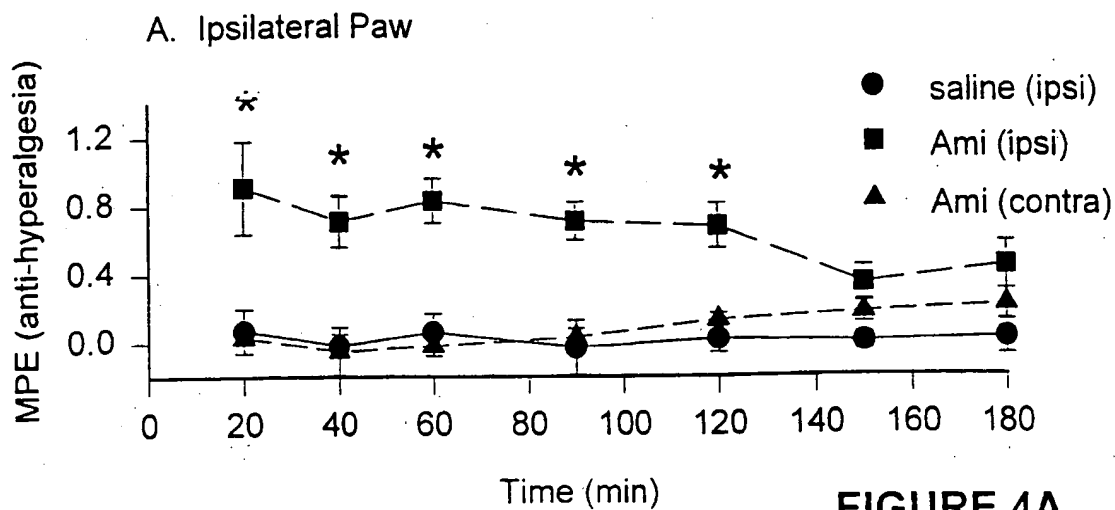 A. Ipsilateral Paw
MPE (anti-hyperalgesia)
saline (ipsi)
Ami (ipsi)
Ami (contra)
* * * * *
1.2
0.8
0.4
0.0
0 20 40 60 80 100 120 140 160 180
Time (min)
FIGURE 4A